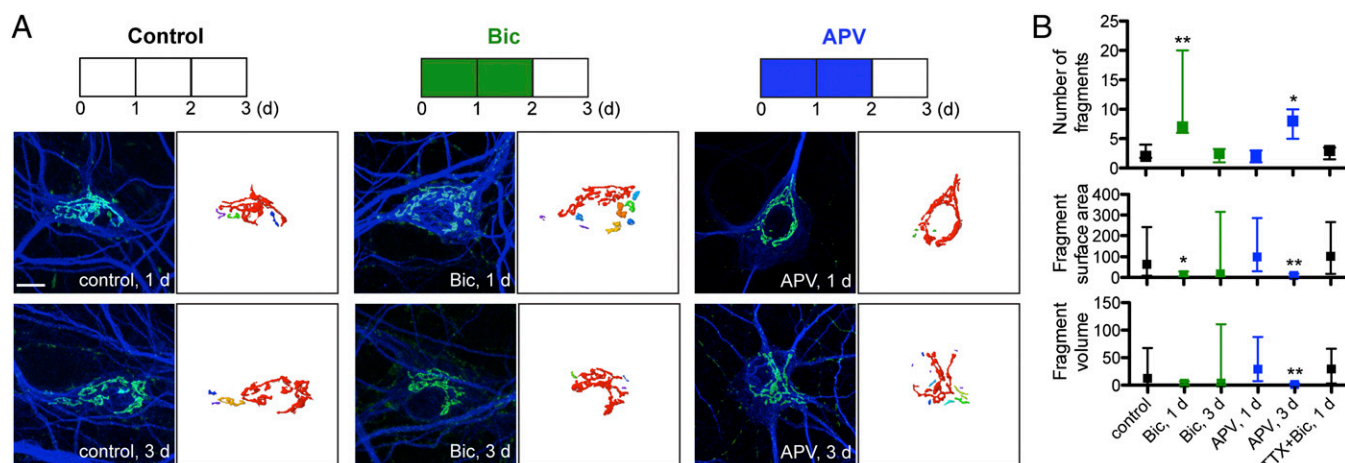 A
Control
Bic
APV
0 1 2 3 (d)
0 1 2 3 (d)
0 1 2 3 (d)
control, 1 d
Bic, 1 d
APV, 1 d
control, 3 d
Bic, 3 d
APV, 3 d
B
Number of
fragments
25
20
15
10
5
0
**
*
Fragment
surface area
400
300
200
100
0
*
**
Fragment
volume
150
100
50
0
**
control
Bic, 1 d
Bic, 3 d
APV, 1 d
APV, 3 d
TTX+Bic, 1 d